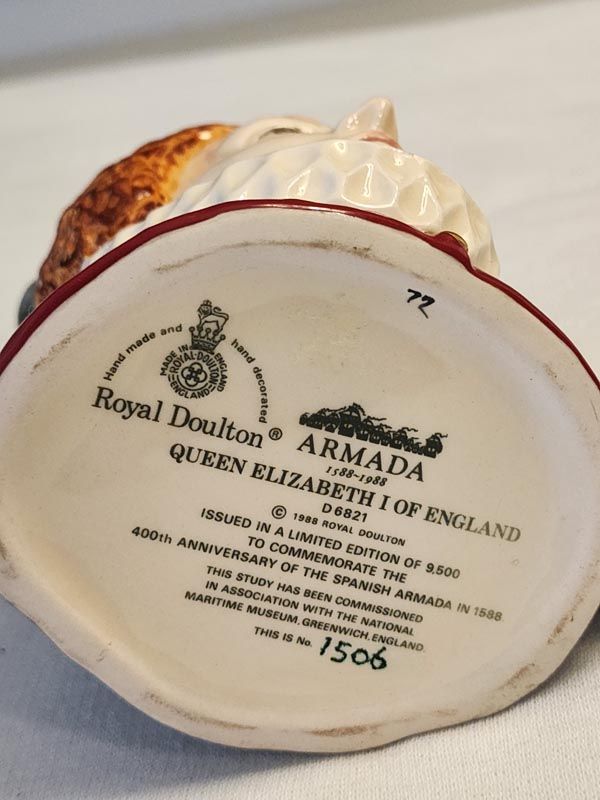 72
Hand made and hand decorated
MADE IN ENGLAND
ROYAL·DOULTON
ENGLAND
Royal Doulton ®
ARMADA
1588~1988
QUEEN ELIZABETH I OF ENGLAND
D 6821
© 1988 ROYAL DOULTON
ISSUED IN A LIMITED EDITION OF 9,500
TO COMMEMORATE THE
400th ANNIVERSARY OF THE SPANISH ARMADA IN 1588
THIS STUDY HAS BEEN COMMISSIONED
IN ASSOCIATION WITH THE NATIONAL
MARITIME MUSEUM, GREENWICH, ENGLAND.
THIS IS No. 1506